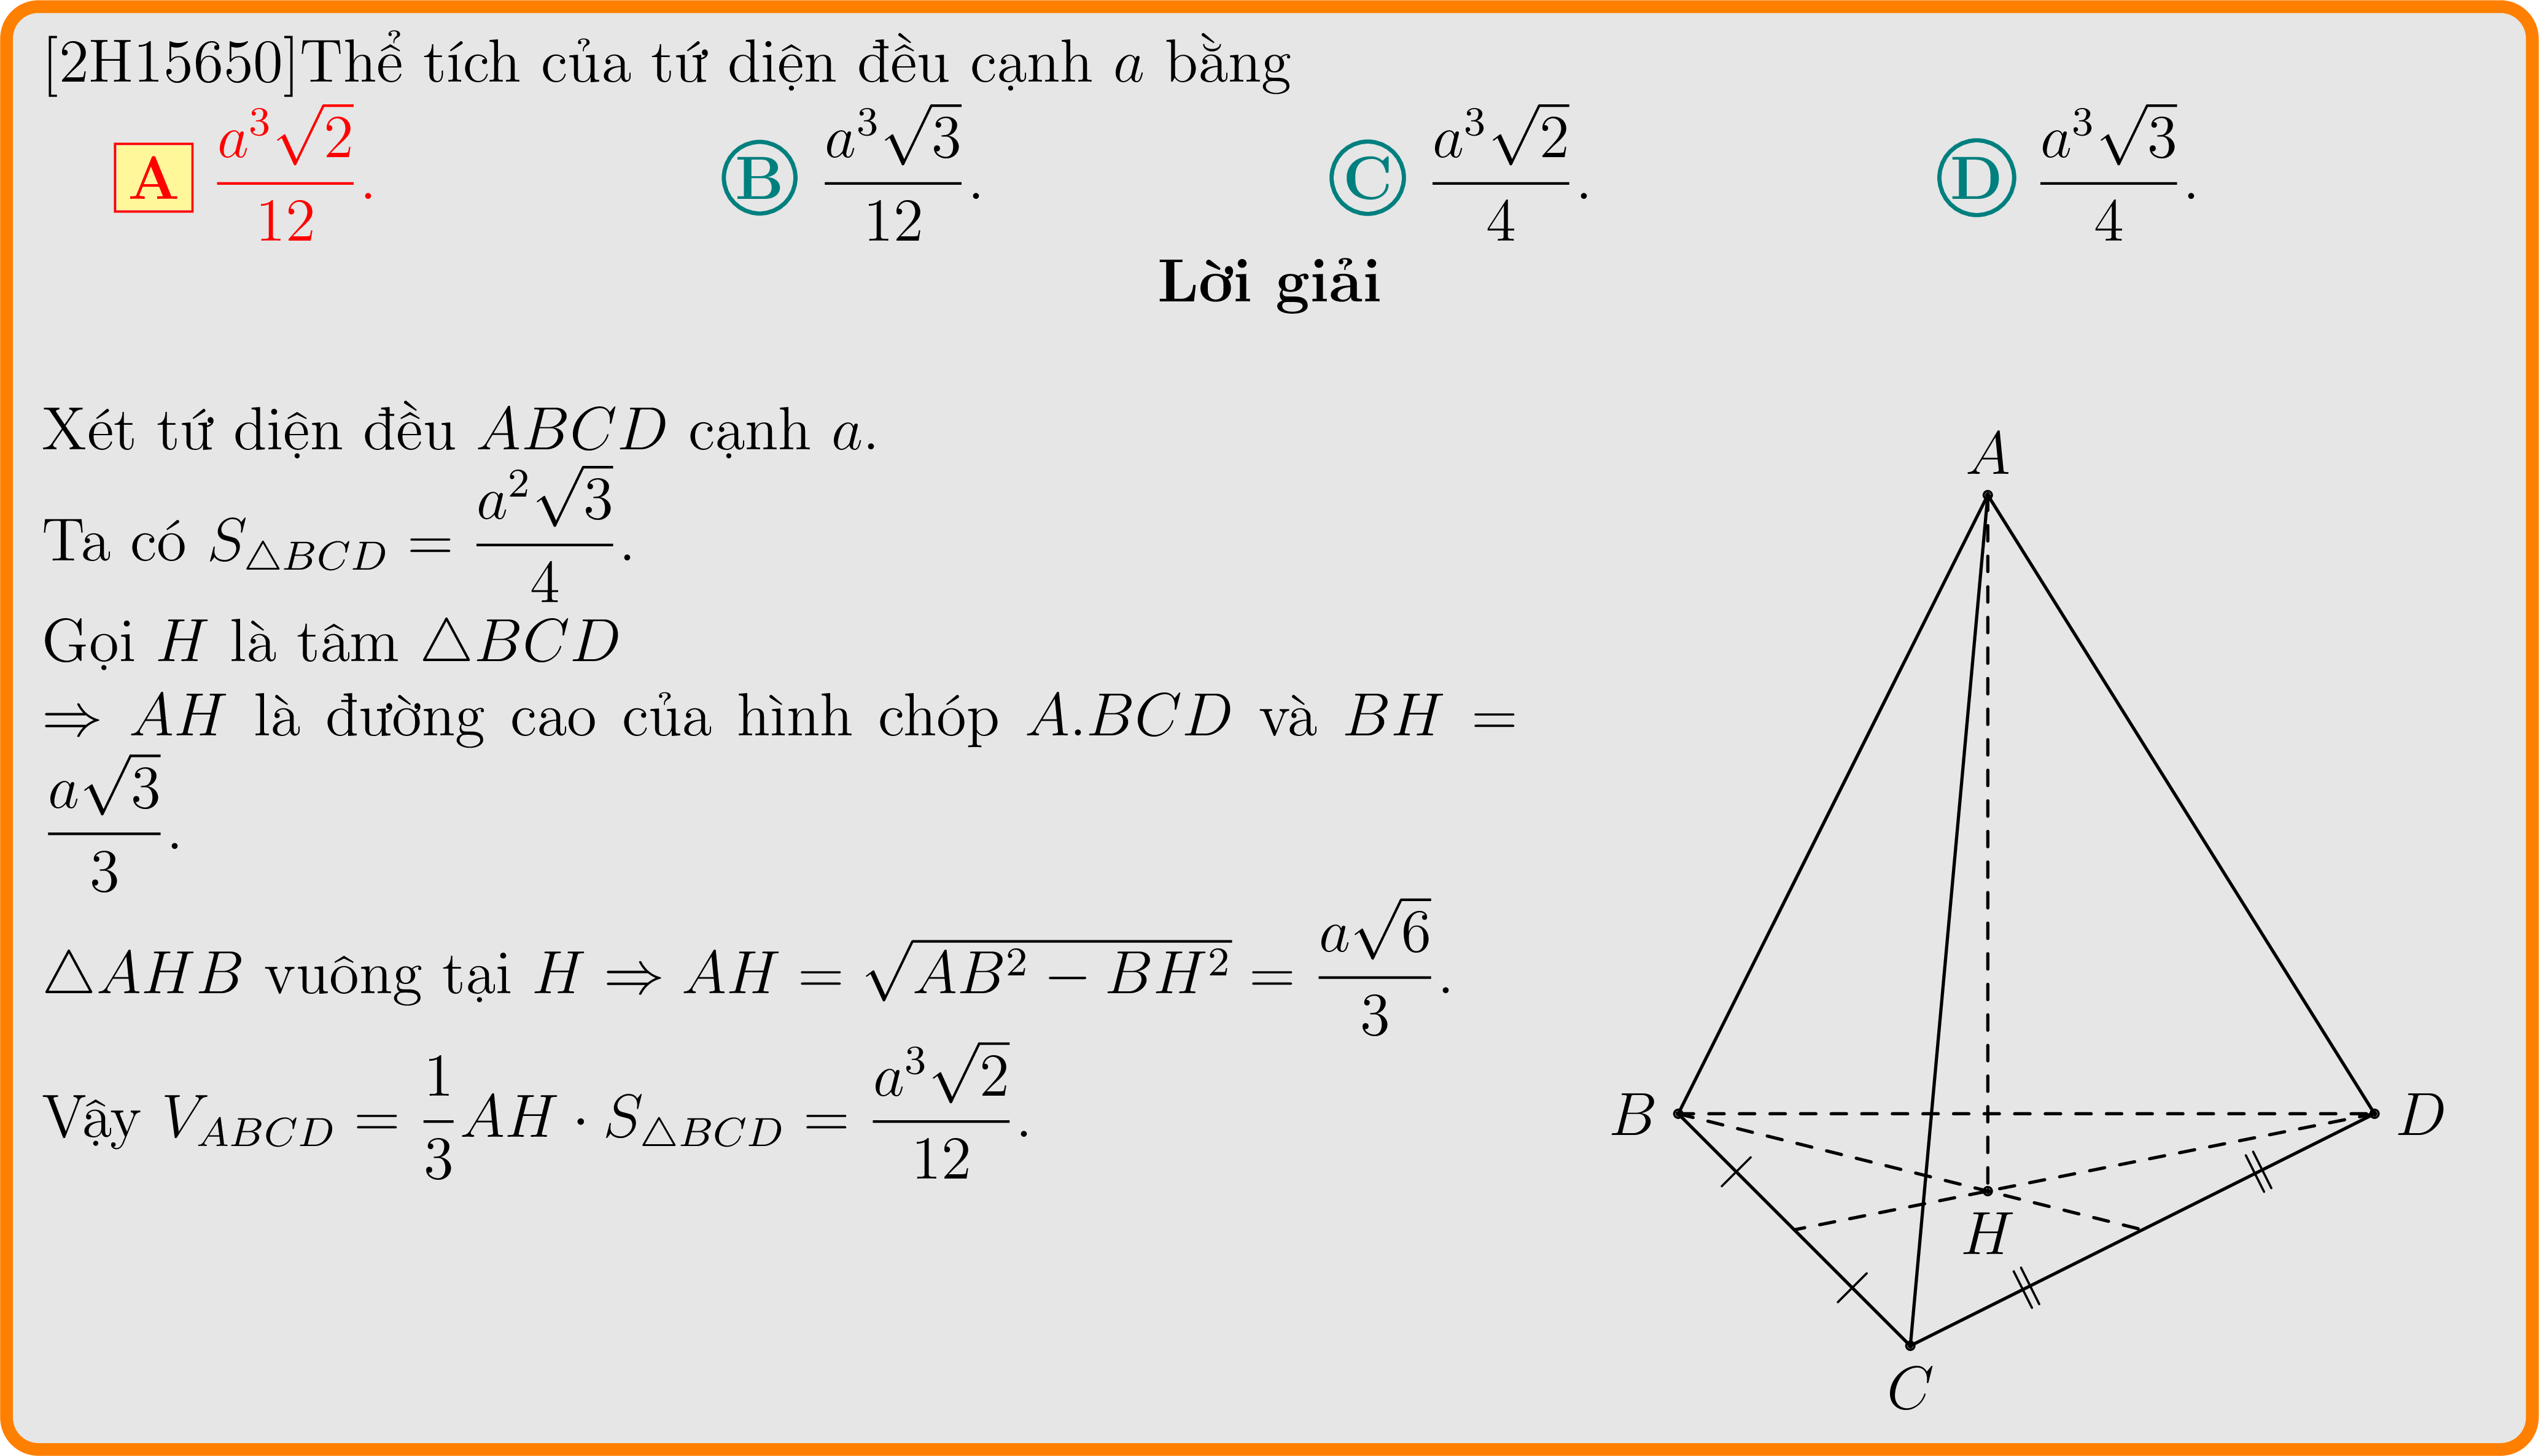 [2H15650]Thể tích của tứ diện đều cạnh a bằng
A $\frac{a^3\sqrt{2}}{12}$. B $\frac{a^3\sqrt{3}}{12}$. C $\frac{a^3\sqrt{2}}{4}$. D $\frac{a^3\sqrt{3}}{4}$.
Lời giải
Xét tứ diện đều ABCD cạnh a.
Ta có $S_{\triangle BCD} = \frac{a^2\sqrt{3}}{4}$.
Gọi H là tâm △BCD
⇒ AH là đường cao của hình chóp A.BCD và BH =
$\frac{a\sqrt{3}}{3}$.
△AHB vuông tại H ⇒ $AH = \sqrt{AB^2 - BH^2} = \frac{a\sqrt{6}}{3}$.
Vậy $V_{ABCD} = \frac{1}{3}AH \cdot S_{\triangle BCD} = \frac{a^3\sqrt{2}}{12}$.
A
B
D
H
C